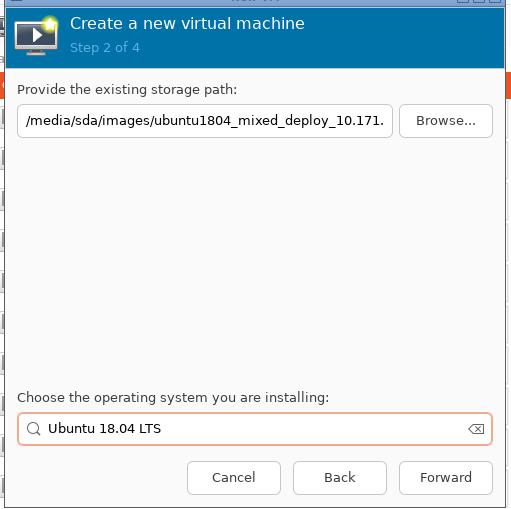 Create a new virtual machine
Step 2 of 4
Provide the existing storage path:
/media/sda/images/ubuntu1804_mixed_deploy_10.171.
Browse...
Choose the operating system you are installing:
Ubuntu 18.04 LTS
Cancel
Back
Forward